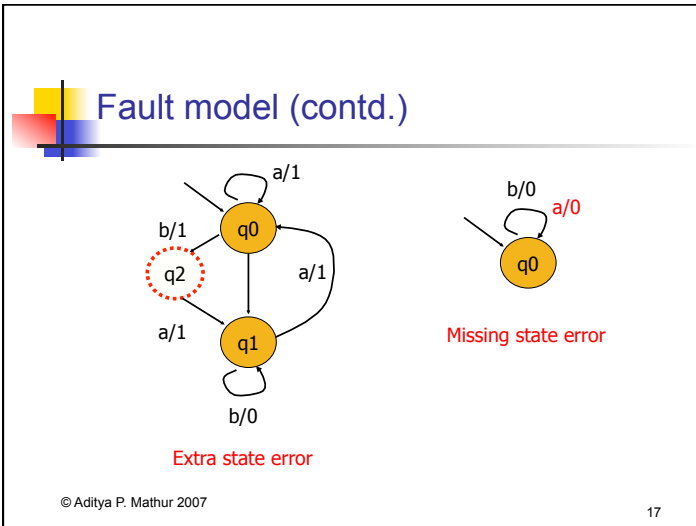 Fault model (contd.)
a/1
b/1
q0
q2
a/1
a/1
q1
b/0
Extra state error
b/0
a/0
q0
Missing state error
© Aditya P. Mathur 2007
17